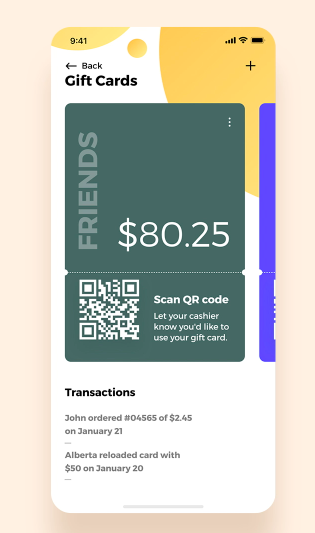 9:41
Back
Gift Cards
FRIENDS
$80.25
Scan QR code
Let your cashier
know you'd like to
use your gift card.
Transactions
John ordered #04565 of $2.45
on January 21
Alberta reloaded card with
$50 on January 20